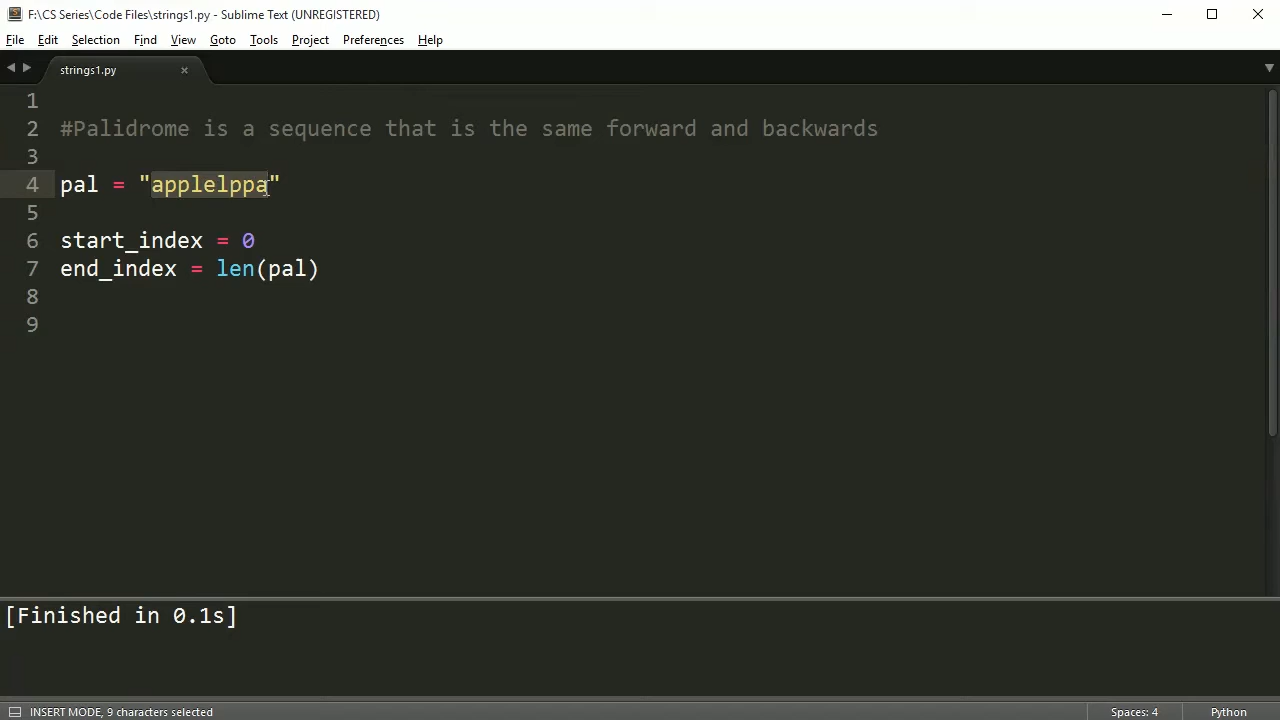 F:\CS Series\Code Files\strings1.py - Sublime Text (UNREGISTERED)
File Edit Selection Find View Goto Tools Project Preferences Help
strings1.py ×
1
2 #Palidrome is a sequence that is the same forward and backwards
3
4 pal = "applelppa"
5
6 start_index = 0
7 end_index = len(pal)
8
9
[Finished in 0.1s]
INSERT MODE, 9 characters selected Spaces: 4 Python